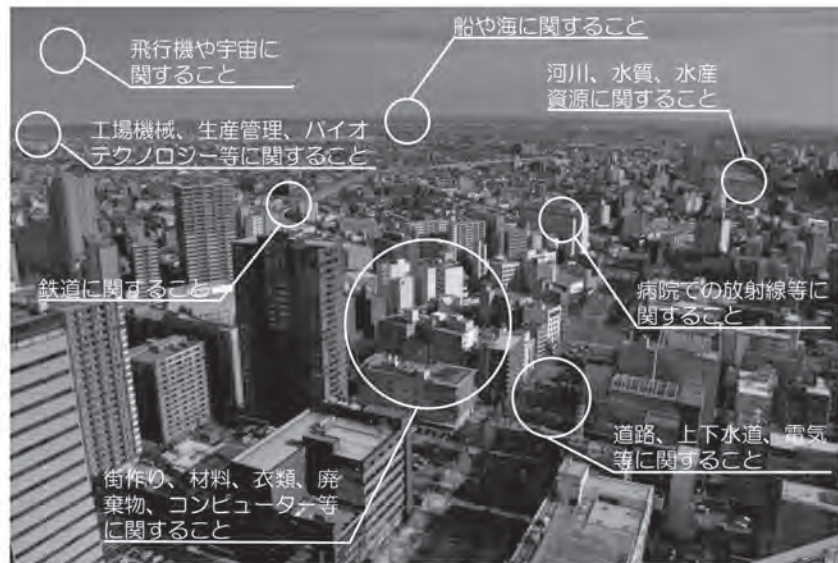 飛行機や宇宙に
関すること
船や海に関すること
河川、水質、水産
資源に関すること
工場機械、生産管理、バイオ
テクノロジー等に関すること
鉄道に関すること
病院での放射線等に
関すること
道路、上下水道、電気
等に関すること
街作り、材料、衣類、廃
棄物、コンピューター等
に関すること